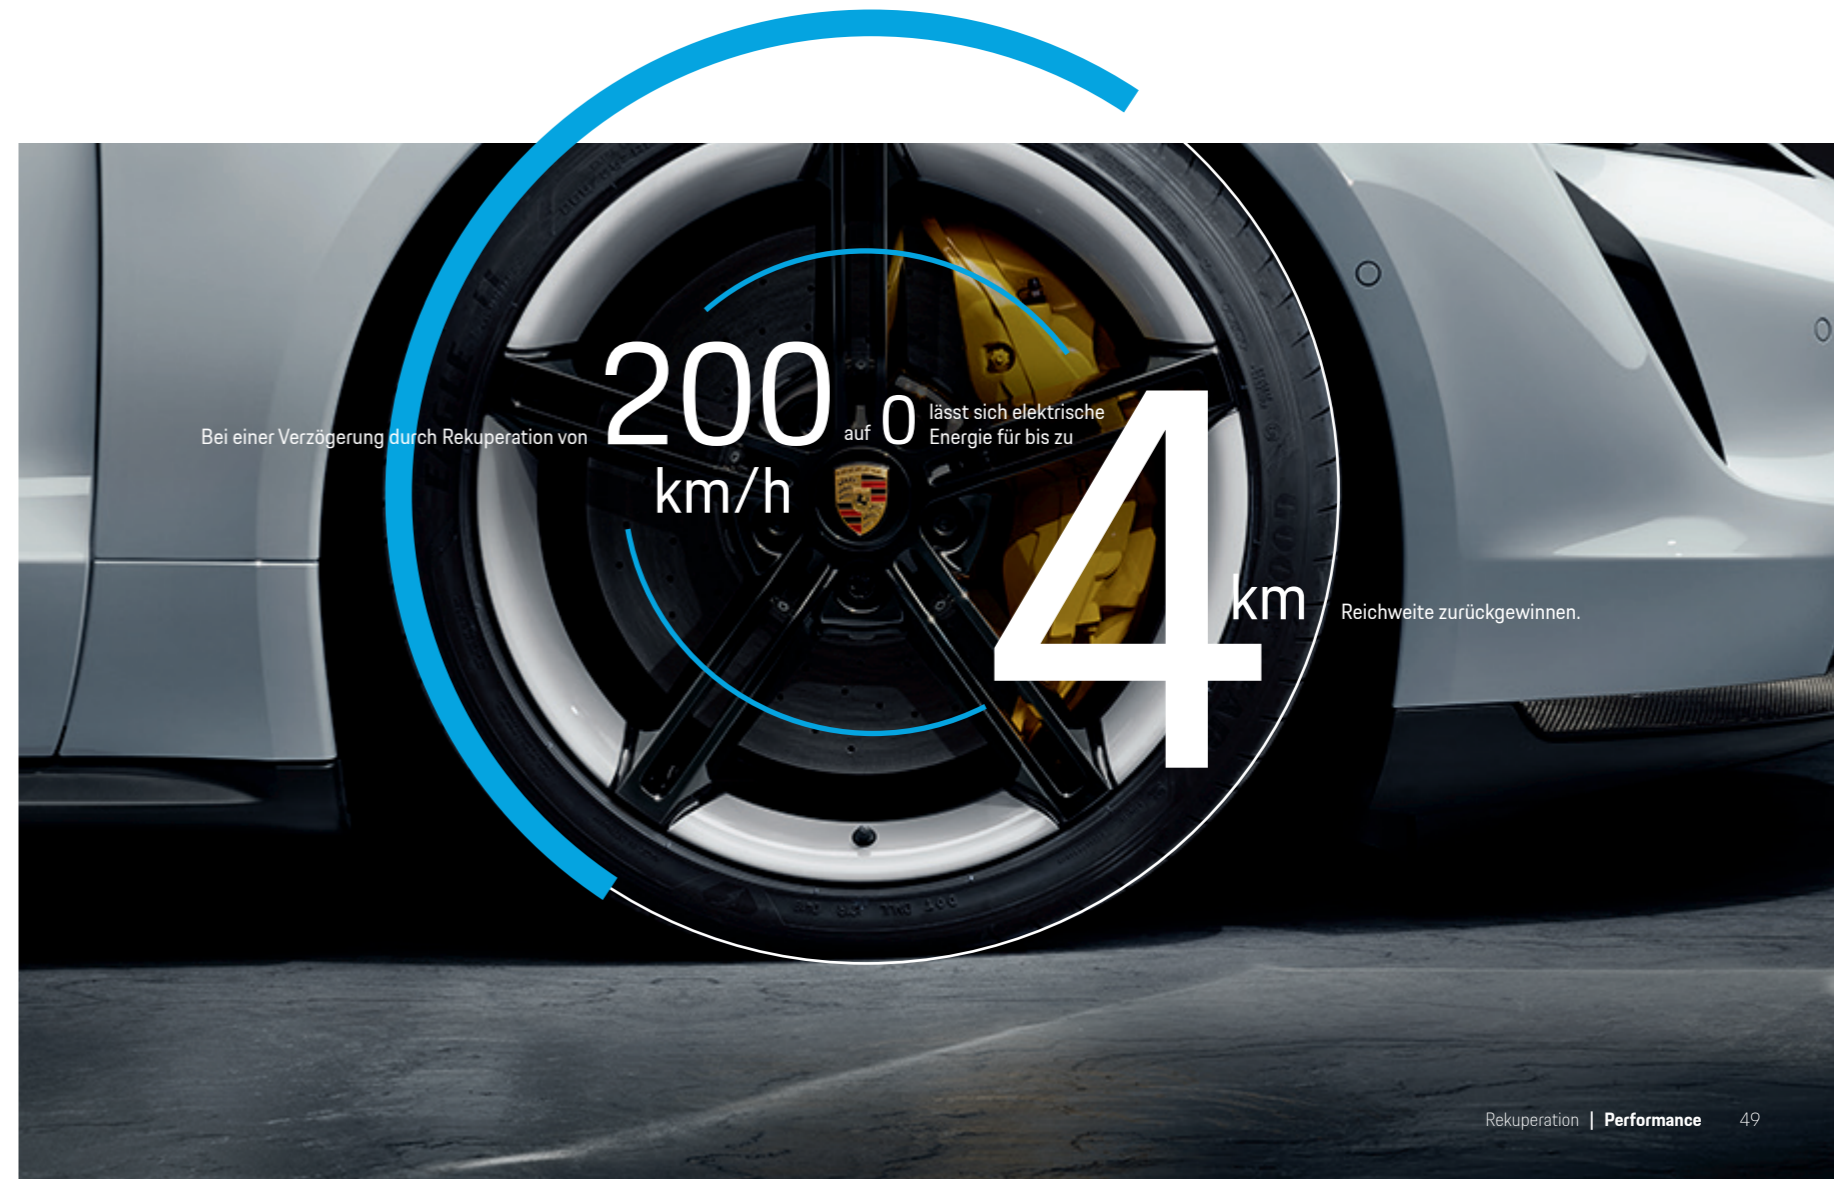 Bei einer Verzögerung durch Rekuperation von 200 auf 0
km/h
lässt sich elektrische
Energie für bis zu
4 km
Reichweite zurückgewinnen.
Rekuperation | Performance 49